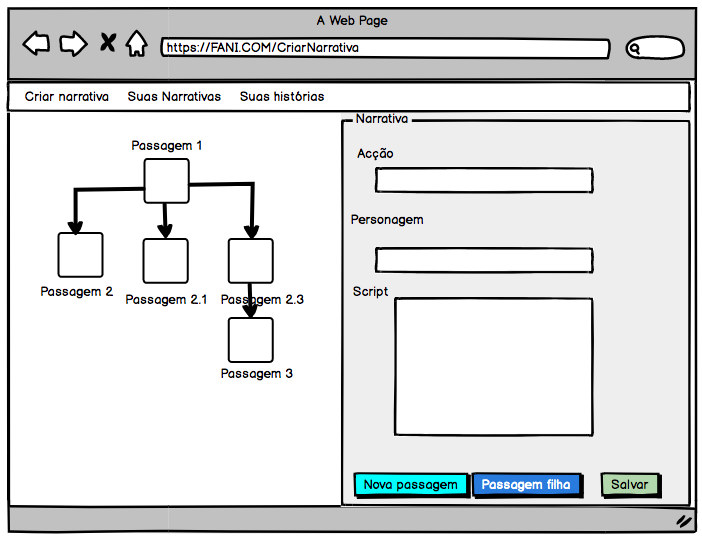 A Web Page
https://FANI.COM/CriarNarrativa
Criar narrativa Suas Narrativas Suas histórias
Passagem 1
Passagem 2
Passagem 2.1
Passagem 2.3
Passagem 3
Narrativa
Acção
Personagem
Script
Nova passagem
Passagem filha
Salvar